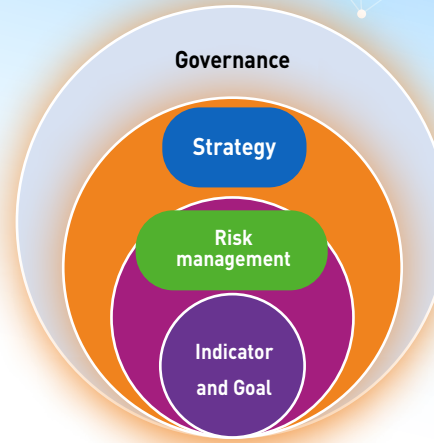 Governance
Strategy
Risk
management
Indicator
and Goal